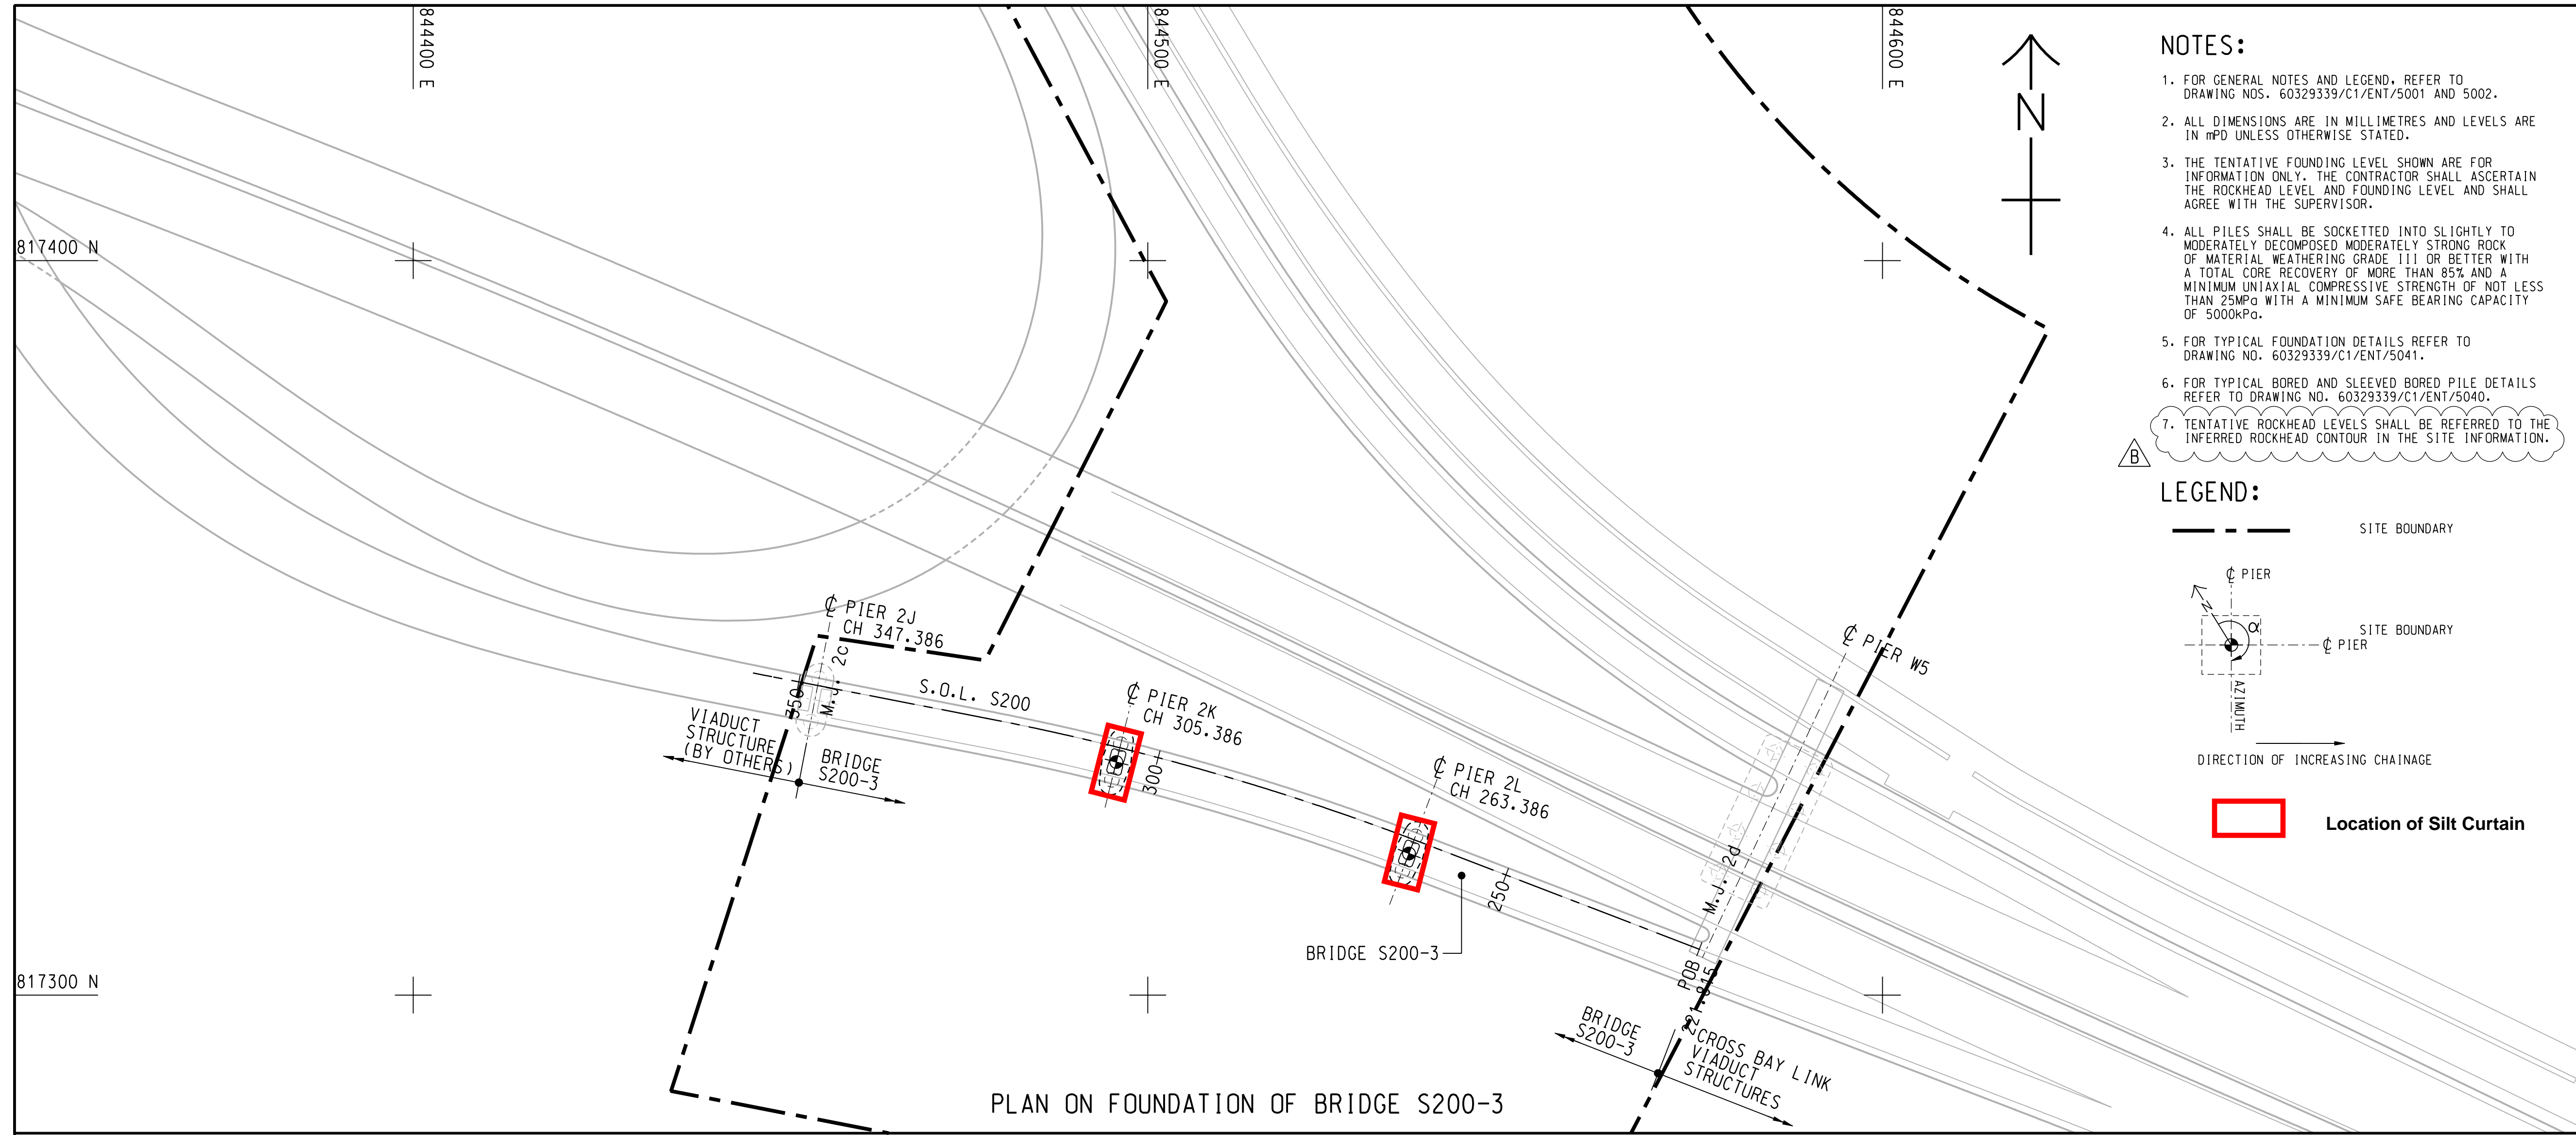 844400 E
844500 E
844600 E
817400 N
817300 N
N
NOTES:
1. FOR GENERAL NOTES AND LEGEND, REFER TO
DRAWING NOS. 60329339/C1/ENT/5001 AND 5002.
2. ALL DIMENSIONS ARE IN MILLIMETRES AND LEVELS ARE
IN mPD UNLESS OTHERWISE STATED.
3. THE TENTATIVE FOUNDING LEVEL SHOWN ARE FOR
INFORMATION ONLY. THE CONTRACTOR SHALL ASCERTAIN
THE ROCKHEAD LEVEL AND FOUNDING LEVEL AND SHALL
AGREE WITH THE SUPERVISOR.
4. ALL PILES SHALL BE SOCKETTED INTO SLIGHTLY TO
MODERATELY DECOMPOSED MODERATELY STRONG ROCK
OF MATERIAL WEATHERING GRADE III OR BETTER WITH
A TOTAL CORE RECOVERY OF MORE THAN 85% AND A
MINIMUM UNIAXIAL COMPRESSIVE STRENGTH OF NOT LESS
THAN 25MPa WITH A MINIMUM SAFE BEARING CAPACITY
OF 5000kPa.
5. FOR TYPICAL FOUNDATION DETAILS REFER TO
DRAWING NO. 60329339/C1/ENT/5041.
6. FOR TYPICAL BORED AND SLEEVED BORED PILE DETAILS
REFER TO DRAWING NO. 60329339/C1/ENT/5040.
7. TENTATIVE ROCKHEAD LEVELS SHALL BE REFERRED TO THE
INFERRED ROCKHEAD CONTOUR IN THE SITE INFORMATION.
B
LEGEND:
SITE BOUNDARY
℄ PIER
N
α
SITE BOUNDARY
℄ PIER
AZIMUTH
DIRECTION OF INCREASING CHAINAGE
Location of Silt Curtain
℄ PIER 2J
CH 347.386
M.J. 2c
350
S.O.L. S200
VIADUCT
STRUCTURE
(BY OTHERS)
BRIDGE
S200-3
℄ PIER 2K
CH 305.386
300
℄ PIER 2L
CH 263.386
250
BRIDGE S200-3
℄ PIER W5
M.J. 2d
POB
221.815
BRIDGE
S200-3
CROSS BAY LINK
VIADUCT
STRUCTURES
PLAN ON FOUNDATION OF BRIDGE S200-3